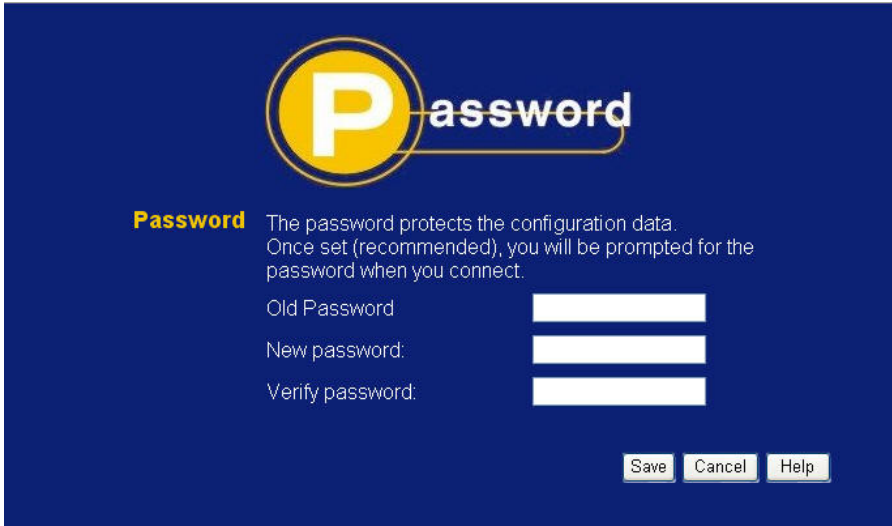 Password
Password
The password protects the configuration data.
Once set (recommended), you will be prompted for the
password when you connect.
Old Password
New password:
Verify password:
Save Cancel Help